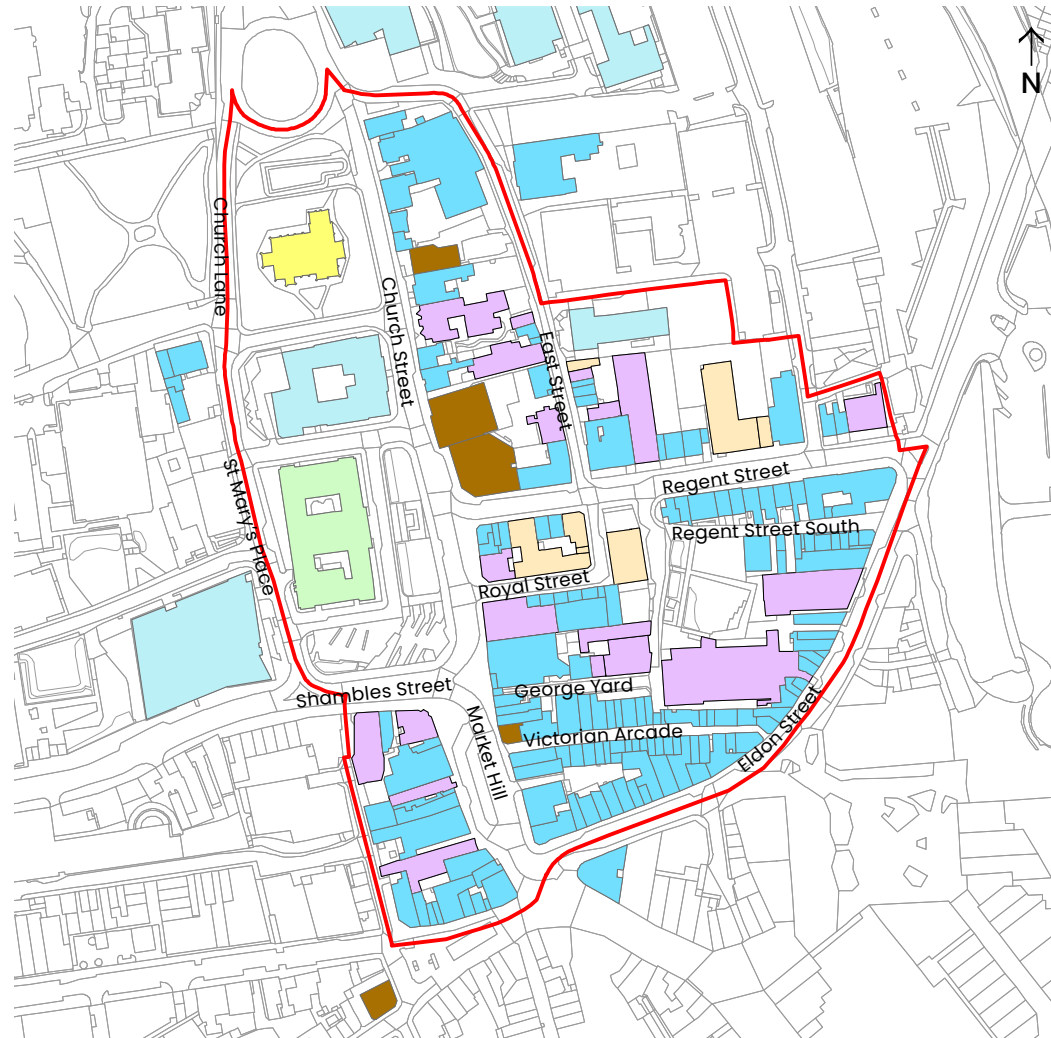 N
Church Lane
Church Street
East Street
St Mary's Place
Regent Street
Regent Street South
Royal Street
Shambles Street
George Yard
Market Hill
Victorian Arcade
Eldon Street